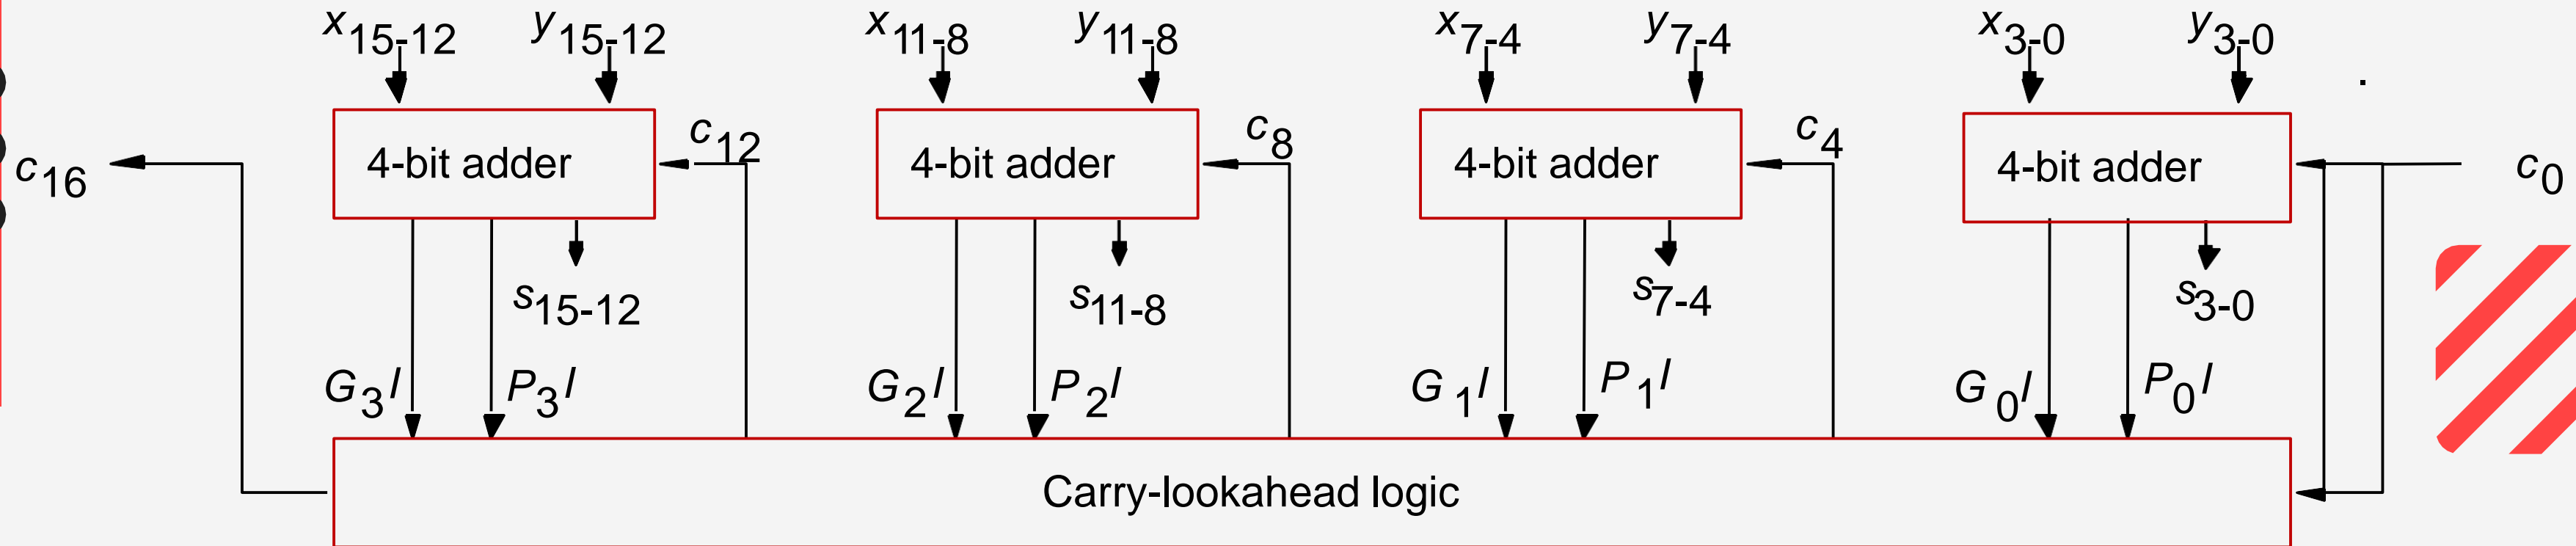 x15-12 y15-12 x11-8 y11-8 x7-4 y7-4 x3-0 y3-0
.
c12 c8 c4
c16 4-bit adder 4-bit adder 4-bit adder 4-bit adder c0
s15-12 s11-8 s7-4 s3-0
G3I P3I G2I P2I G1I P1I G0I P0I
Carry-lookahead logic